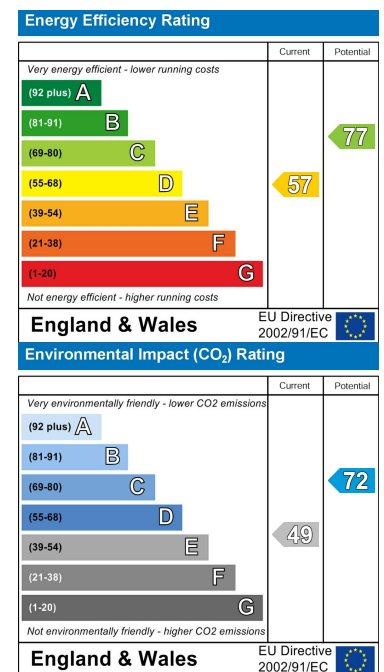 Energy Efficiency Rating
Current Potential
Very energy efficient - lower running costs
(92 plus) A
(81-91) B
(69-80) C
(55-68) D
(39-54) E
(21-38) F
(1-20) G
77
57
Not energy efficient - higher running costs
England & Wales
EU Directive
2002/91/EC
Environmental Impact (CO₂) Rating
Current Potential
Very environmentally friendly - lower CO2 emissions
(92 plus) A
(81-91) B
(69-80) C
(55-68) D
(39-54) E
(21-38) F
(1-20) G
72
49
Not environmentally friendly - higher CO2 emissions
England & Wales
EU Directive
2002/91/EC